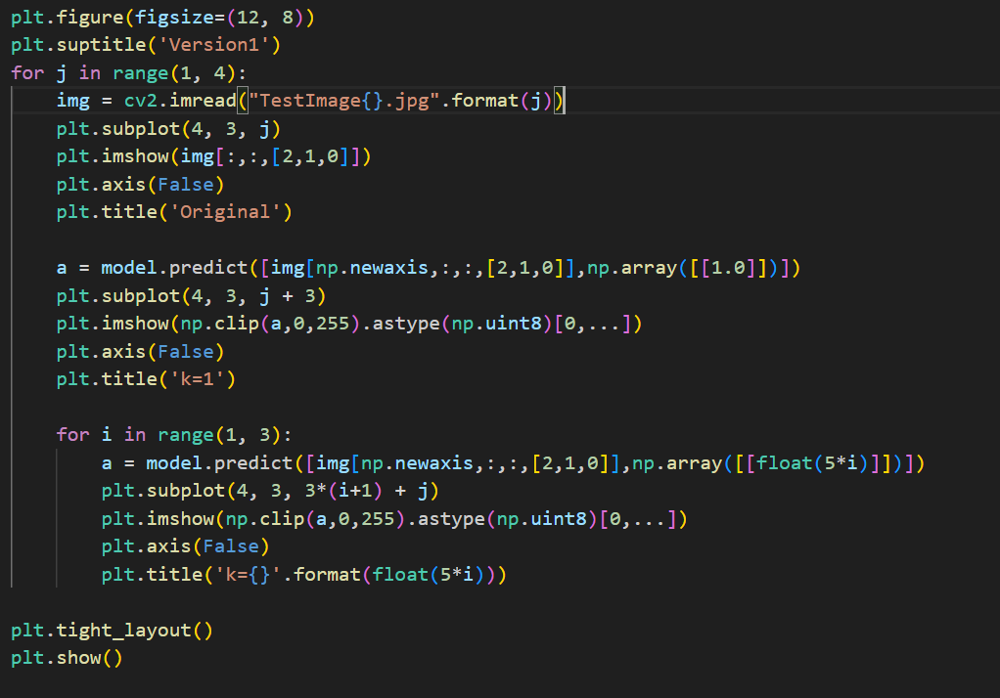 plt.figure(figsize=(12, 8))
plt.suptitle('Version1')
for j in range(1, 4):
    img = cv2.imread("TestImage{}.jpg".format(j))
    plt.subplot(4, 3, j)
    plt.imshow(img[:,:,[2,1,0]])
    plt.axis(False)
    plt.title('Original')

    a = model.predict([img[np.newaxis,:,:,[2,1,0]],np.array([[1.0]])])
    plt.subplot(4, 3, j + 3)
    plt.imshow(np.clip(a,0,255).astype(np.uint8)[0,...])
    plt.axis(False)
    plt.title('k=1')

    for i in range(1, 3):
        a = model.predict([img[np.newaxis,:,:,[2,1,0]],np.array([[float(5*i)]])])
        plt.subplot(4, 3, 3*(i+1) + j)
        plt.imshow(np.clip(a,0,255).astype(np.uint8)[0,...])
        plt.axis(False)
        plt.title('k={}'.format(float(5*i)))

plt.tight_layout()
plt.show()